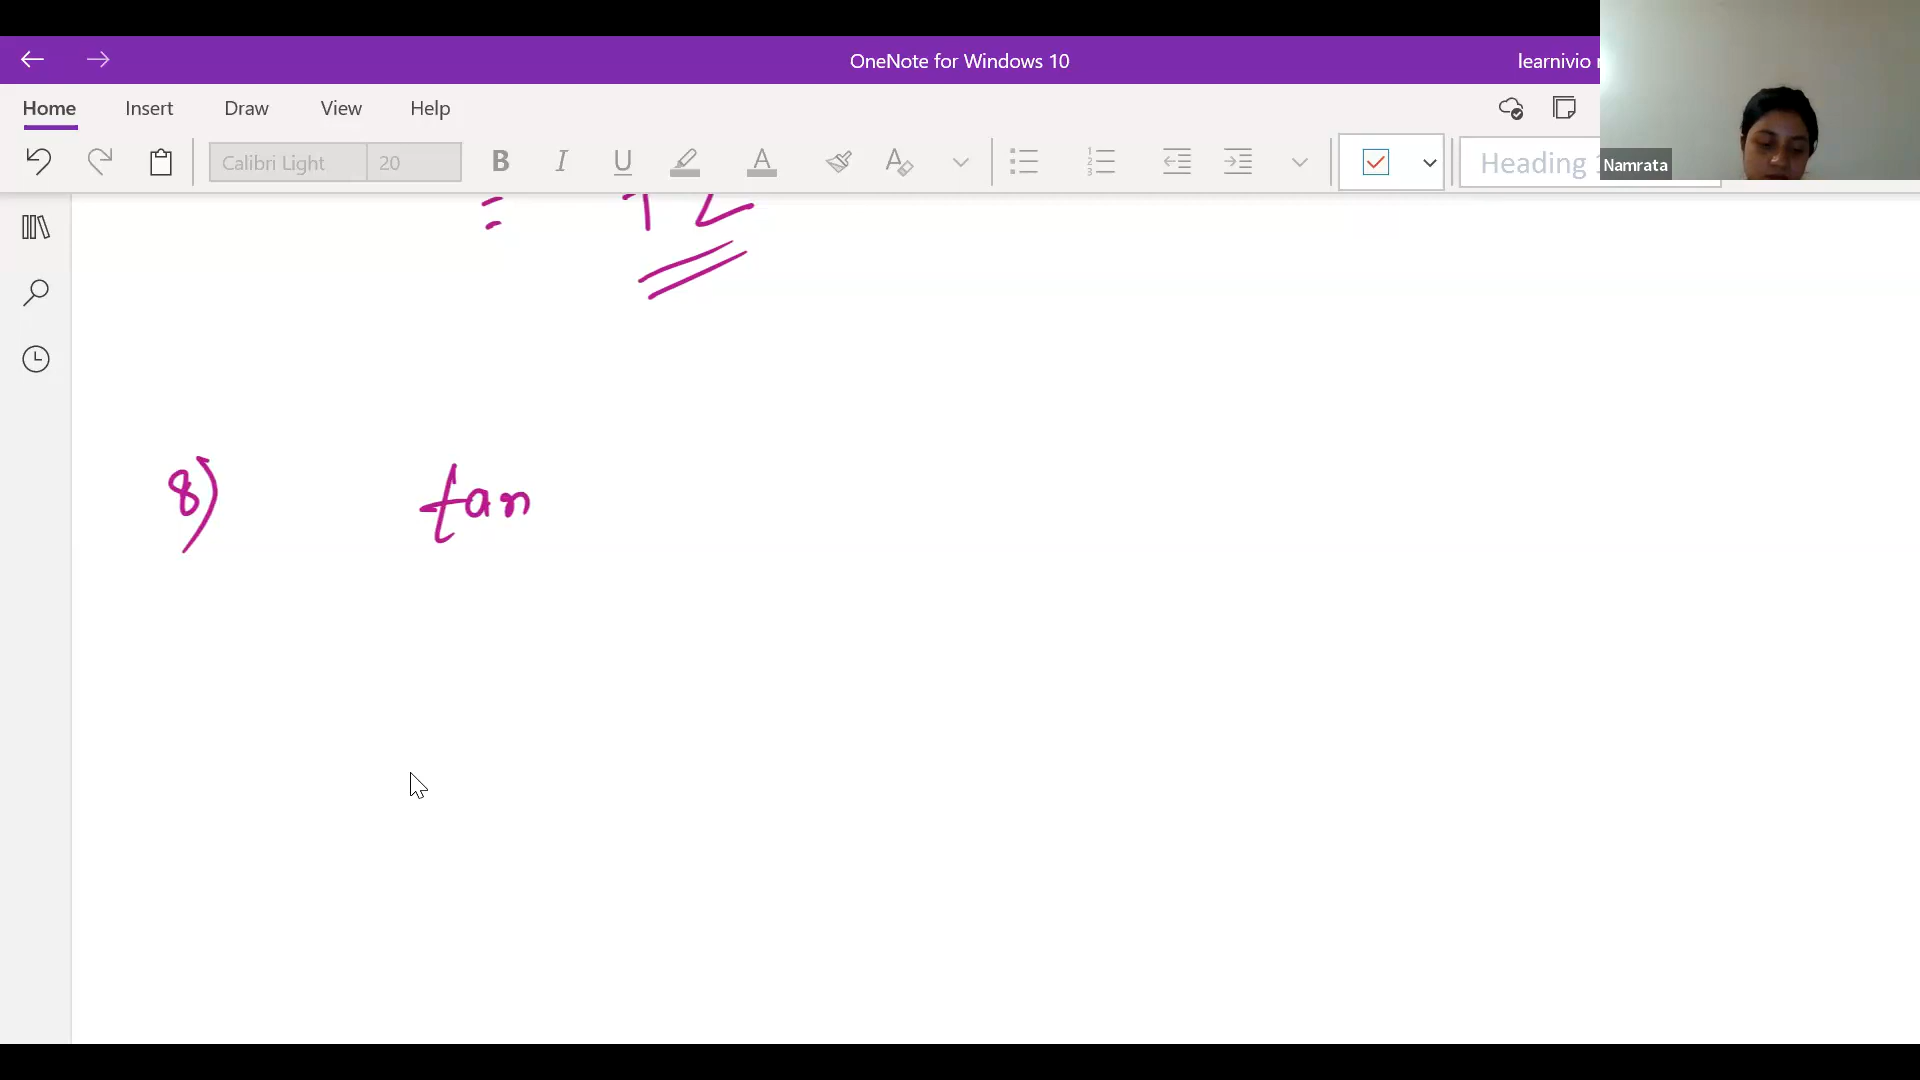 OneNote for Windows 10
learnivio
Home Insert Draw View Help
Calibri Light 20 B I U A A
Heading
Namrata
=
8) tan